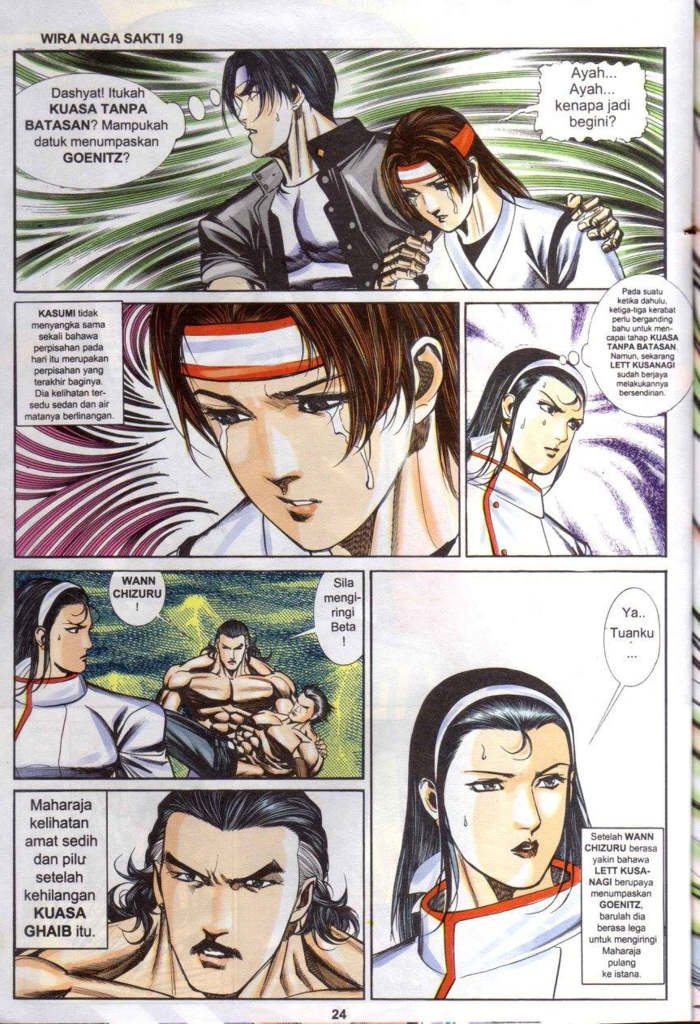 WIRA NAGA SAKTI 19
Dashyat! Itukah
KUASA TANPA
BATASAN? Mampukah
datuk menumpaskan
GOENITZ?
Ayah...
Ayah...
kenapa jadi
begini?
KASUMI tidak
menyangka sama
sekali bahawa
perpisahan pada
hari itu merupakan
perpisahan yang
terakhir baginya.
Dia kelihatan ter-
sedu sedan dan air
matanya berlinangan.
Pada suatu
ketika dahulu,
ketiga-tiga kerabat
perlu berganding
bahu untuk men-
capai tahap KUASA
TANPA BATASAN.
Namun, sekarang
LETT KUSANAGI
sudah berjaya
melakukannya
bersendirian.
WANN
CHIZURU
!
Sila
mengi-
ringi
Beta
!
Ya..
Tuanku
...
Maharaja
kelihatan
amat sedih
dan pilu
setelah
kehilangan
KUASA
GHAIB itu.
Setelah WANN
CHIZURU berasa
yakin bahawa
LETT KUSA-
NAGI berupaya
menumpaskan
GOENITZ,
barulah dia
berasa lega
untuk mengiringi
Maharaja
pulang
ke istana.
24